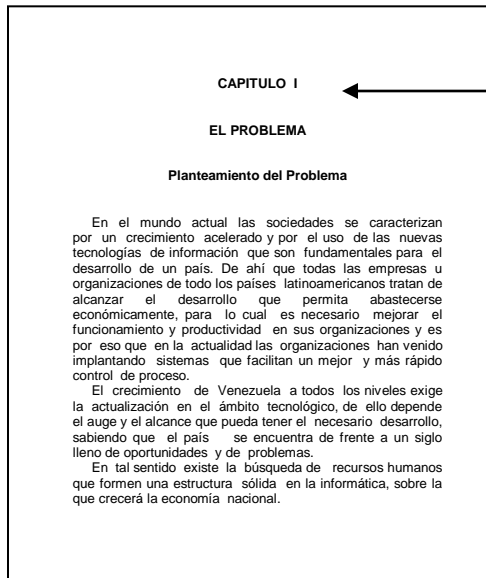 CAPITULO I
EL PROBLEMA
Planteamiento del Problema
En el mundo actual las sociedades se caracterizan
por un crecimiento acelerado y por el uso de las nuevas
tecnologías de información que son fundamentales para el
desarrollo de un país. De ahí que todas las empresas u
organizaciones de todo los países latinoamericanos tratan de
alcanzar el desarrollo que permita abastecerse
económicamente, para lo cual es necesario mejorar el
funcionamiento y productividad en sus organizaciones y es
por eso que en la actualidad las organizaciones han venido
implantando sistemas que facilitan un mejor y más rápido
control de proceso.
El crecimiento de Venezuela a todos los niveles exige
la actualización en el ámbito tecnológico, de ello depende
el auge y el alcance que pueda tener el necesario desarrollo,
sabiendo que el país se encuentra de frente a un siglo
lleno de oportunidades y de problemas.
En tal sentido existe la búsqueda de recursos humanos
que formen una estructura sólida en la informática, sobre la
que crecerá la economía nacional.